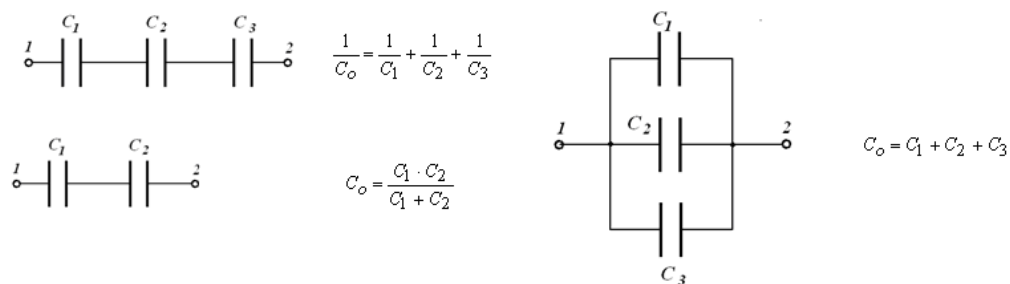 C₁ C₂ C₃
1 2
1/Cₒ = 1/C₁ + 1/C₂ + 1/C₃
C₁ C₂
1 2
Cₒ = C₁ · C₂ / C₁ + C₂
C₁
1 C₂ 2
C₃
Cₒ = C₁ + C₂ + C₃